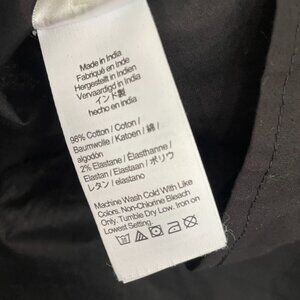 Made in India
Fabriqué en Inde
Hergestellt in Indien
Vervaardigd in India
インド製
hecho en india
98% Cotton / Coton /
Baumwolle / Katoen / 綿 /
algodón
2% Elastane / Élasthanne /
Elastan / Elastaan / ポリウ
レタン / elastano
Machine Wash Cold With Like
Colors. Non-Chlorine Bleach
Only. Tumble Dry Low. Iron on
Lowest Setting.